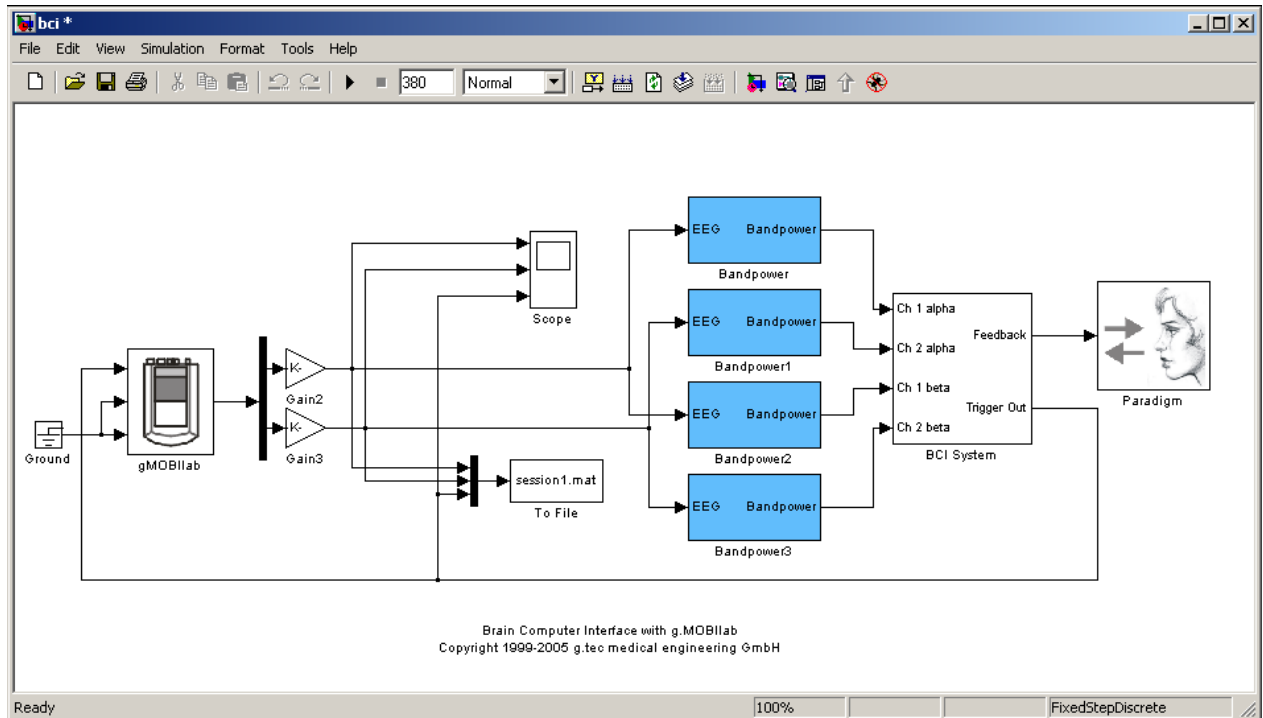 bci *
File Edit View Simulation Format Tools Help
380 Normal
EEG Bandpower
Bandpower
Scope
EEG Bandpower
Bandpower1
Ch 1 alpha
Feedback
Ch 2 alpha
Ch 1 beta
Trigger Out
Ch 2 beta
BCI System
Paradigm
K-
Gain2
K-
Gain3
Ground
gMOBIlab
EEG Bandpower
Bandpower2
session1.mat
To File
EEG Bandpower
Bandpower3
Brain Computer Interface with g.MOBIlab
Copyright 1999-2005 g.tec medical engineering GmbH
Ready 100% FixedStepDiscrete